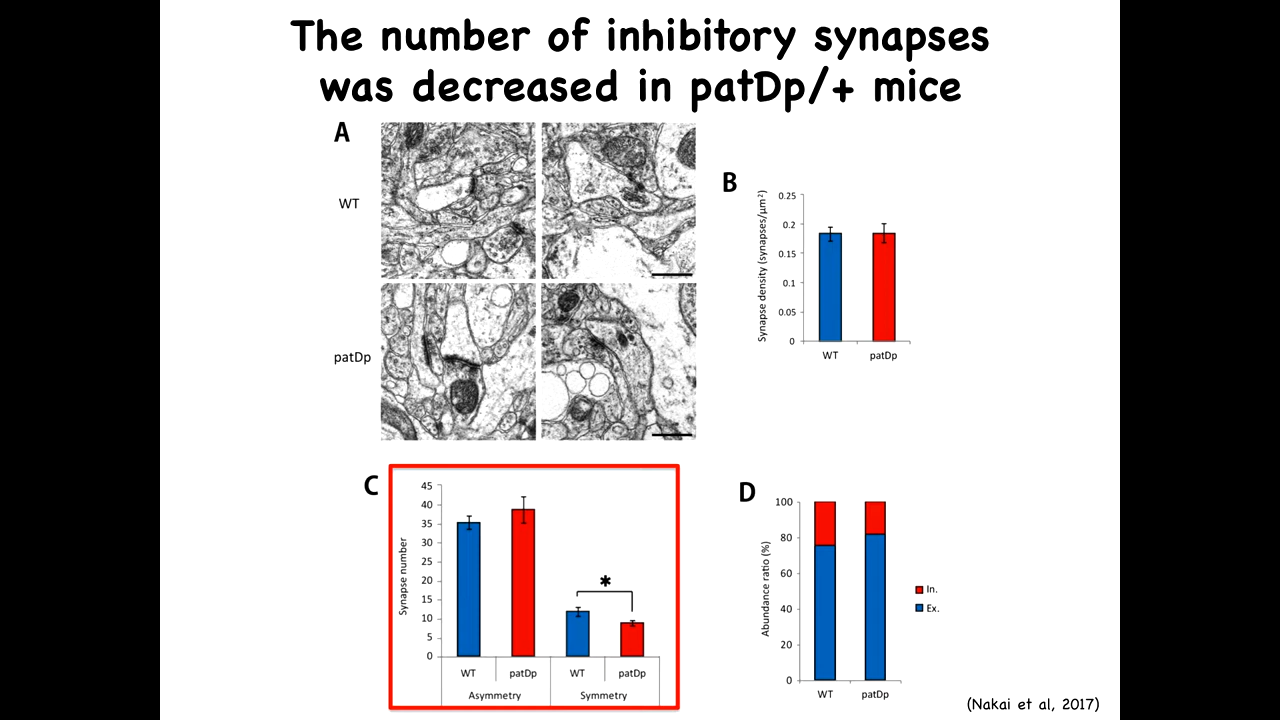 The number of inhibitory synapses
was decreased in patDp/+ mice
A
WT
patDp
B
Synapse density (synapses/μm²)
0.25
0.2
0.15
0.1
0.05
0
WT patDp
C
Synapse number
45
40
35
30
25
20
15
10
5
0
*
WT patDp WT patDp
Asymmetry Symmetry
D
Abundance ratio (%)
100
80
60
40
20
0
WT patDp
In.
Ex.
(Nakai et al, 2017)